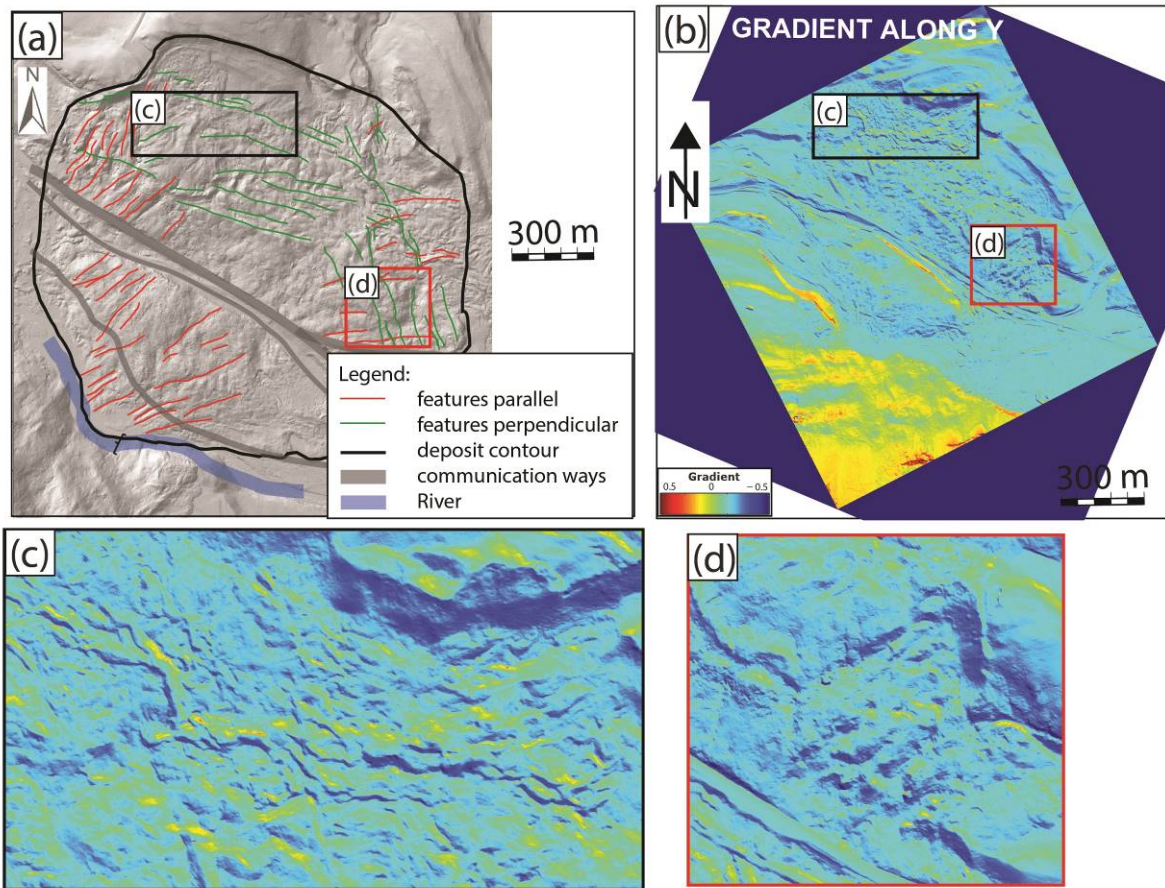 (a)
N
(c)
(d)
300 m
Legend:
features parallel
features perpendicular
deposit contour
communication ways
River
(b)
GRADIENT ALONG Y
N
(c)
(d)
Gradient
0.5 0 -0.5
300 m
(c)
(d)